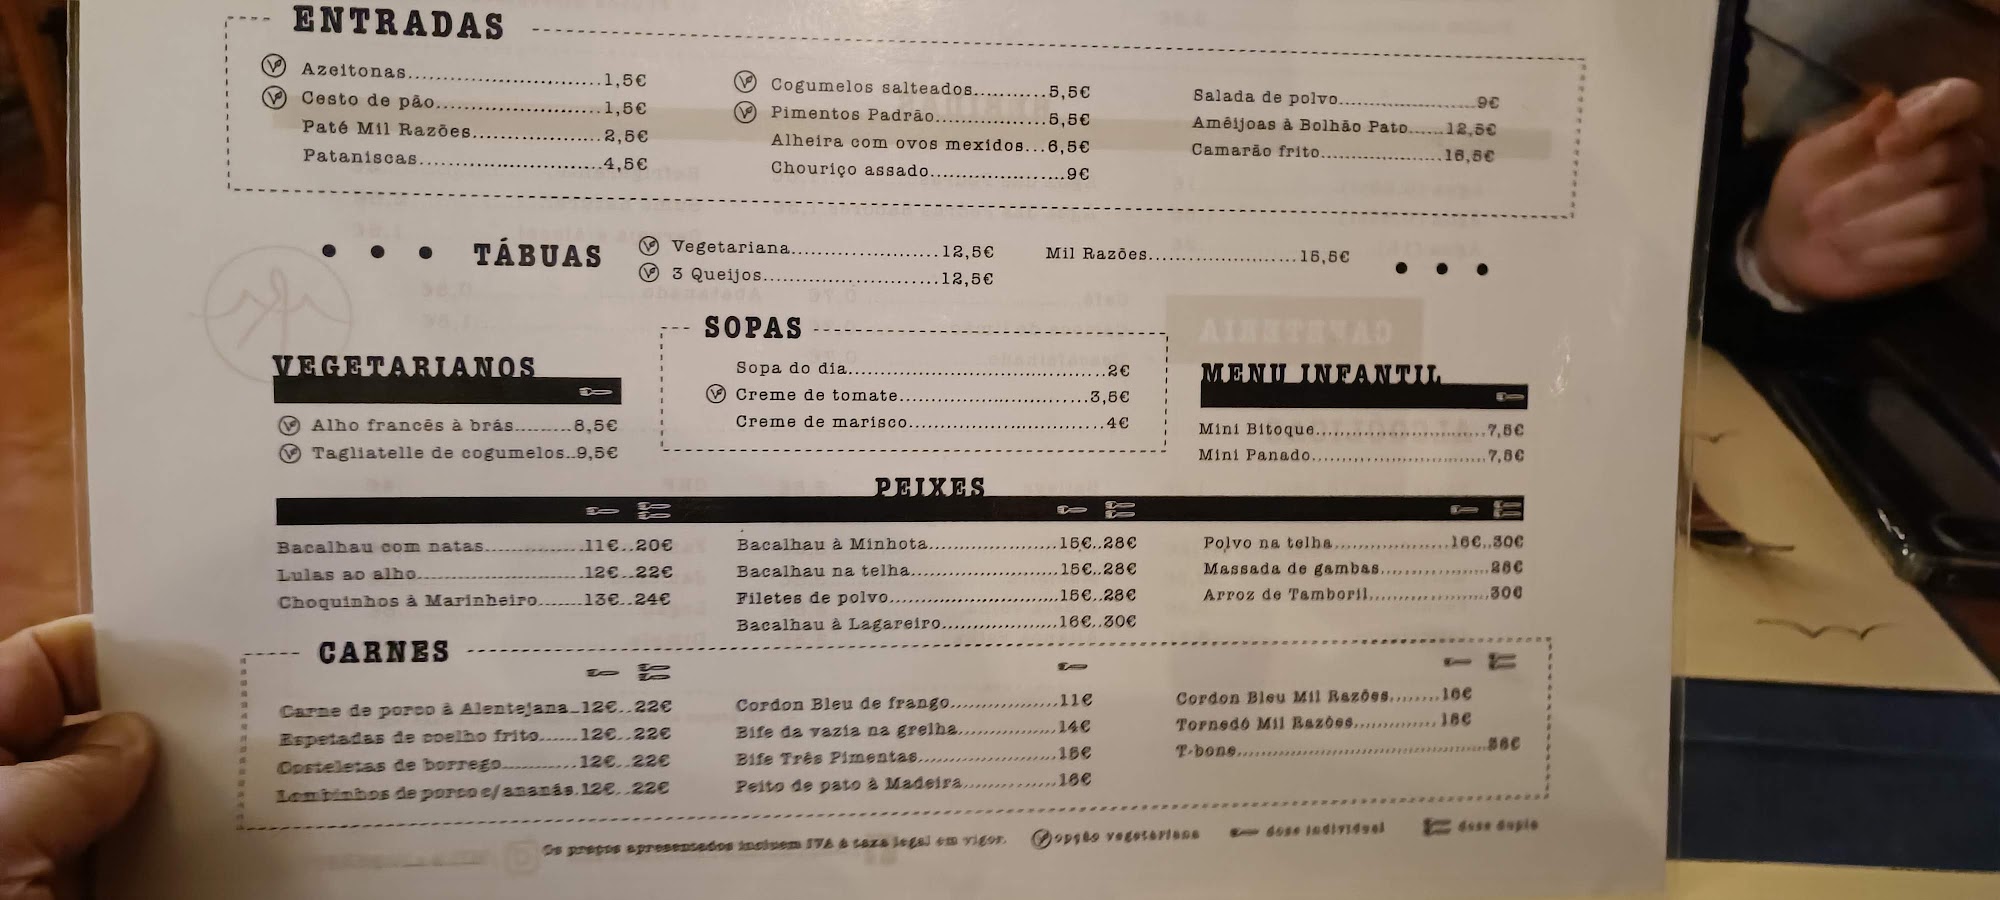 ENTRADAS
Azeitonas 1,5€
Cesto de pão 1,5€
Paté Mil Razões 2,5€
Pataniscas 4,5€
Cogumelos salteados 5,5€
Pimentos Padrão 5,5€
Alheira com ovos mexidos 6,5€
Chouriço assado 9€
Salada de polvo 9€
Amêijoas à Bolhão Pato 12,5€
Camarão frito 16,5€
TÁBUAS
Vegetariana 12,5€
3 Queijos 12,5€
Mil Razões 15,5€
VEGETARIANOS
Alho francês à brás 8,5€
Tagliatelle de cogumelos 9,5€
SOPAS
Sopa do dia 2€
Creme de tomate 3,5€
Creme de marisco 4€
MENU INFANTIL
Mini Bitoque 7,5€
Mini Panado 7,5€
PEIXES
Bacalhau com natas 11€..20€
Lulas ao alho 12€..22€
Choquinhos à Marinheiro 13€..24€
Bacalhau à Minhota 15€..28€
Bacalhau na telha 15€..28€
Filetes de polvo 15€..28€
Bacalhau à Lagareiro 16€..30€
Polvo na telha 16€..30€
Massada de gambas 28€
Arroz de Tamboril 30€
CARNES
Carne de porco à Alentejana 12€..22€
Espetadas de coelho frito 12€..22€
Costeletas de borrego 12€..22€
Lombinhos de porco c/ananás 12€..22€
Cordon Bleu de frango 11€
Bife da vazia na grelha 14€
Bife Três Pimentas 15€
Peito de pato à Madeira 16€
Cordon Bleu Mil Razões 16€
Tornedó Mil Razões 18€
T-bone
Os preços apresentados incluem IVA à taxa legal em vigor.
opção vegetariana
dose individual
dose dupla